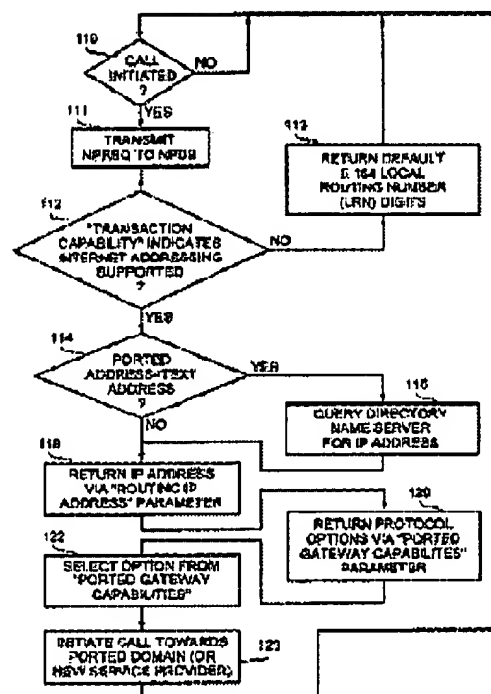 110
CALL
INITIATED
?
NO
YES
111
TRANSMIT
NPREQ TO NPDB
112
"TRANSACTION
CAPABILITY" INDICATES
INTERNET ADDRESSING
SUPPORTED
?
NO
113
RETURN DEFAULT
E.164 LOCAL
ROUTING NUMBER
(LRN) DIGITS
YES
114
PORTED
ADDRESS=TEXT
ADDRESS
?
YES
NO
116
QUERY DIRECTORY
NAME SERVER
FOR IP ADDRESS
118
RETURN IP ADDRESS
VIA "ROUTING IP
ADDRESS" PARAMETER
120
RETURN PROTOCOL
OPTIONS VIA "PORTED
GATEWAY CAPABILITES"
PARAMETER
122
SELECT OPTION FROM
"PORTED GATEWAY
CAPABILITIES"
INITIATE CALL TOWARDS
PORTED DOMAIN (OR
NEW SERVICE PROVIDER)
123